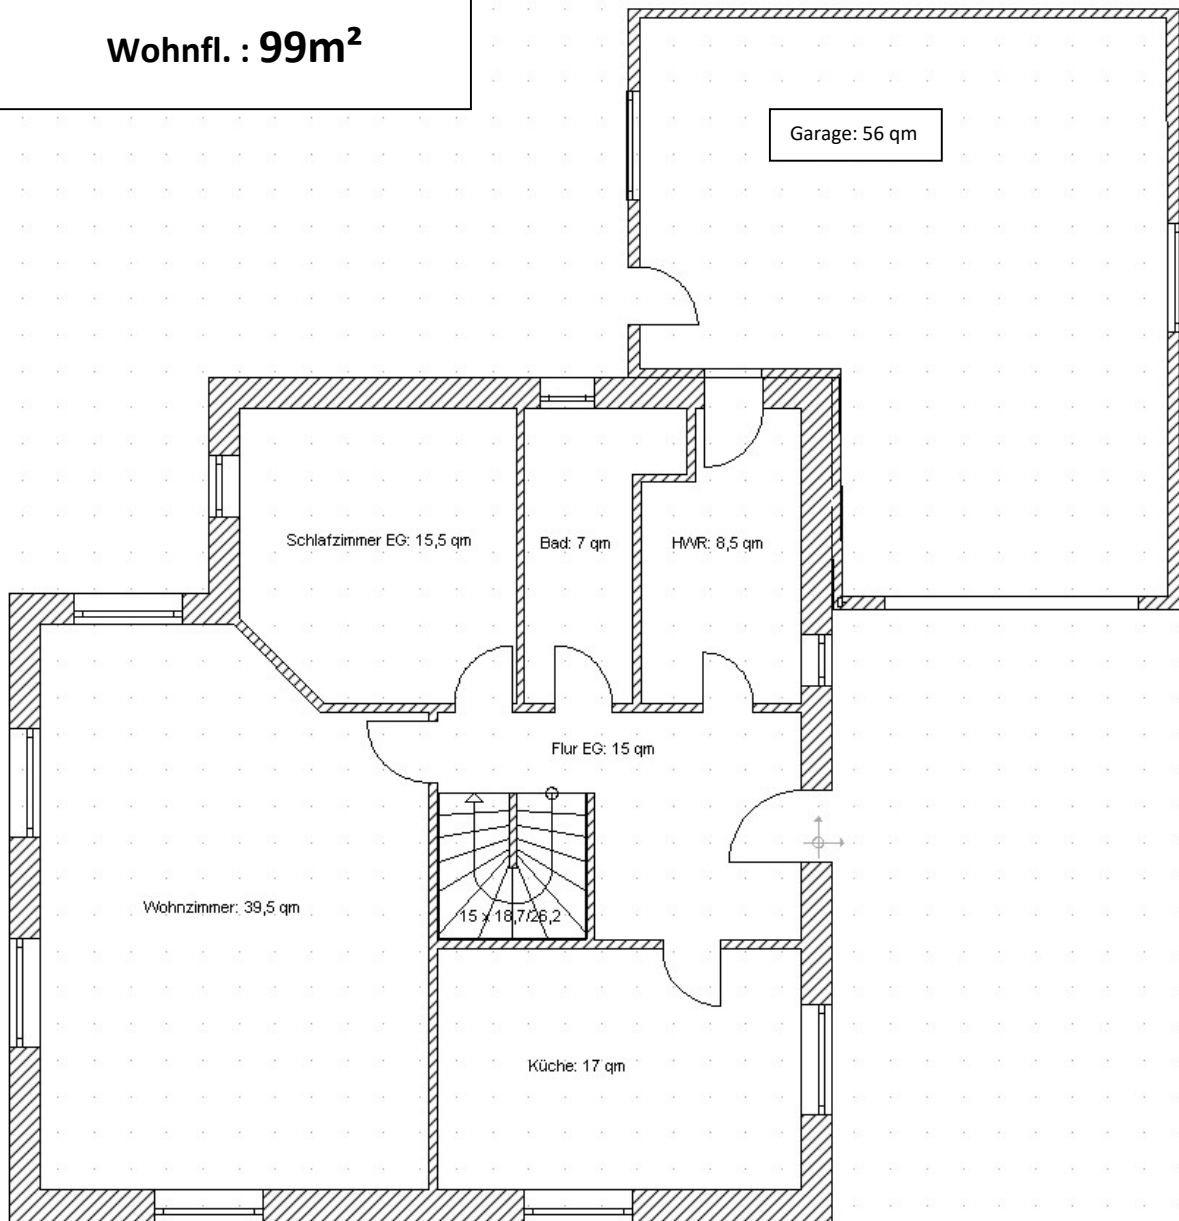 Wohnfl. : 99m²
Garage: 56 qm
Schlafzimmer EG: 15,5 qm
Bad: 7 qm
HWR: 8,5 qm
Flur EG: 15 qm
Wohnzimmer: 39,5 qm
15 x 18,7/26,2
Küche: 17 qm